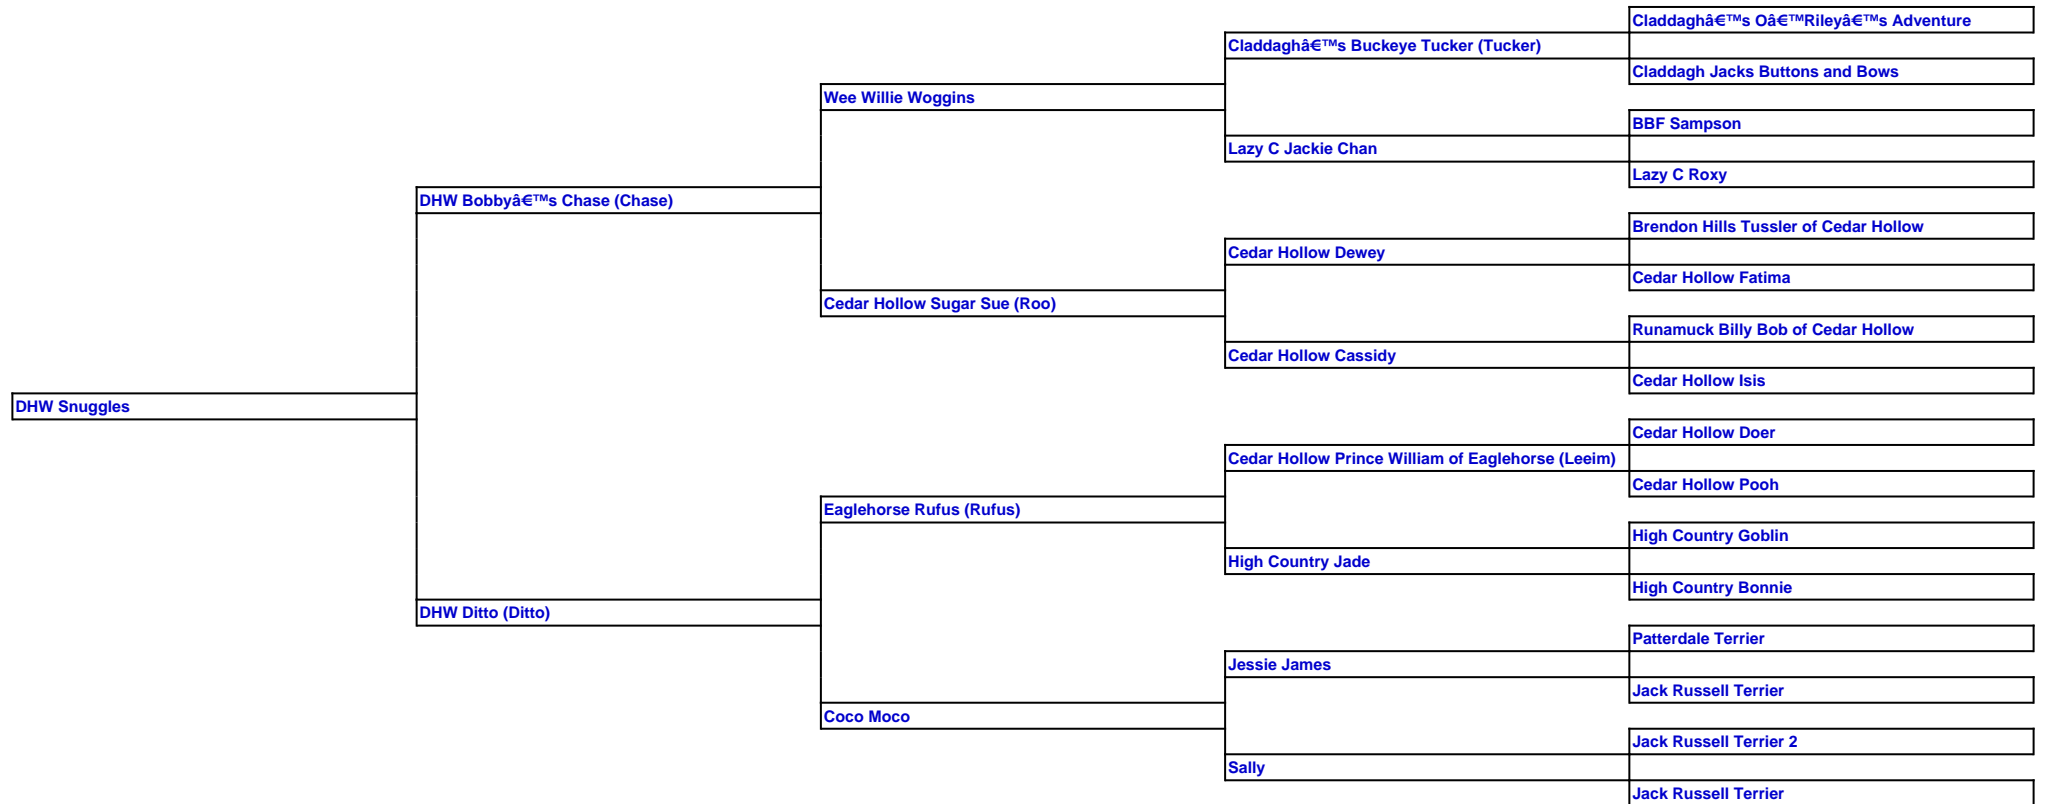 Claddaghâ€™s Oâ€™Rileyâ€™s Adventure
Claddaghâ€™s Buckeye Tucker (Tucker)
Claddagh Jacks Buttons and Bows
Wee Willie Woggins
BBF Sampson
Lazy C Jackie Chan
Lazy C Roxy
DHW Bobbyâ€™s Chase (Chase)
Brendon Hills Tussler of Cedar Hollow
Cedar Hollow Dewey
Cedar Hollow Fatima
Cedar Hollow Sugar Sue (Roo)
Runamuck Billy Bob of Cedar Hollow
Cedar Hollow Cassidy
Cedar Hollow Isis
DHW Snuggles
Cedar Hollow Doer
Cedar Hollow Prince William of Eaglehorse (Leeim)
Cedar Hollow Pooh
Eaglehorse Rufus (Rufus)
High Country Goblin
High Country Jade
High Country Bonnie
DHW Ditto (Ditto)
Patterdale Terrier
Jessie James
Jack Russell Terrier
Coco Moco
Jack Russell Terrier 2
Sally
Jack Russell Terrier